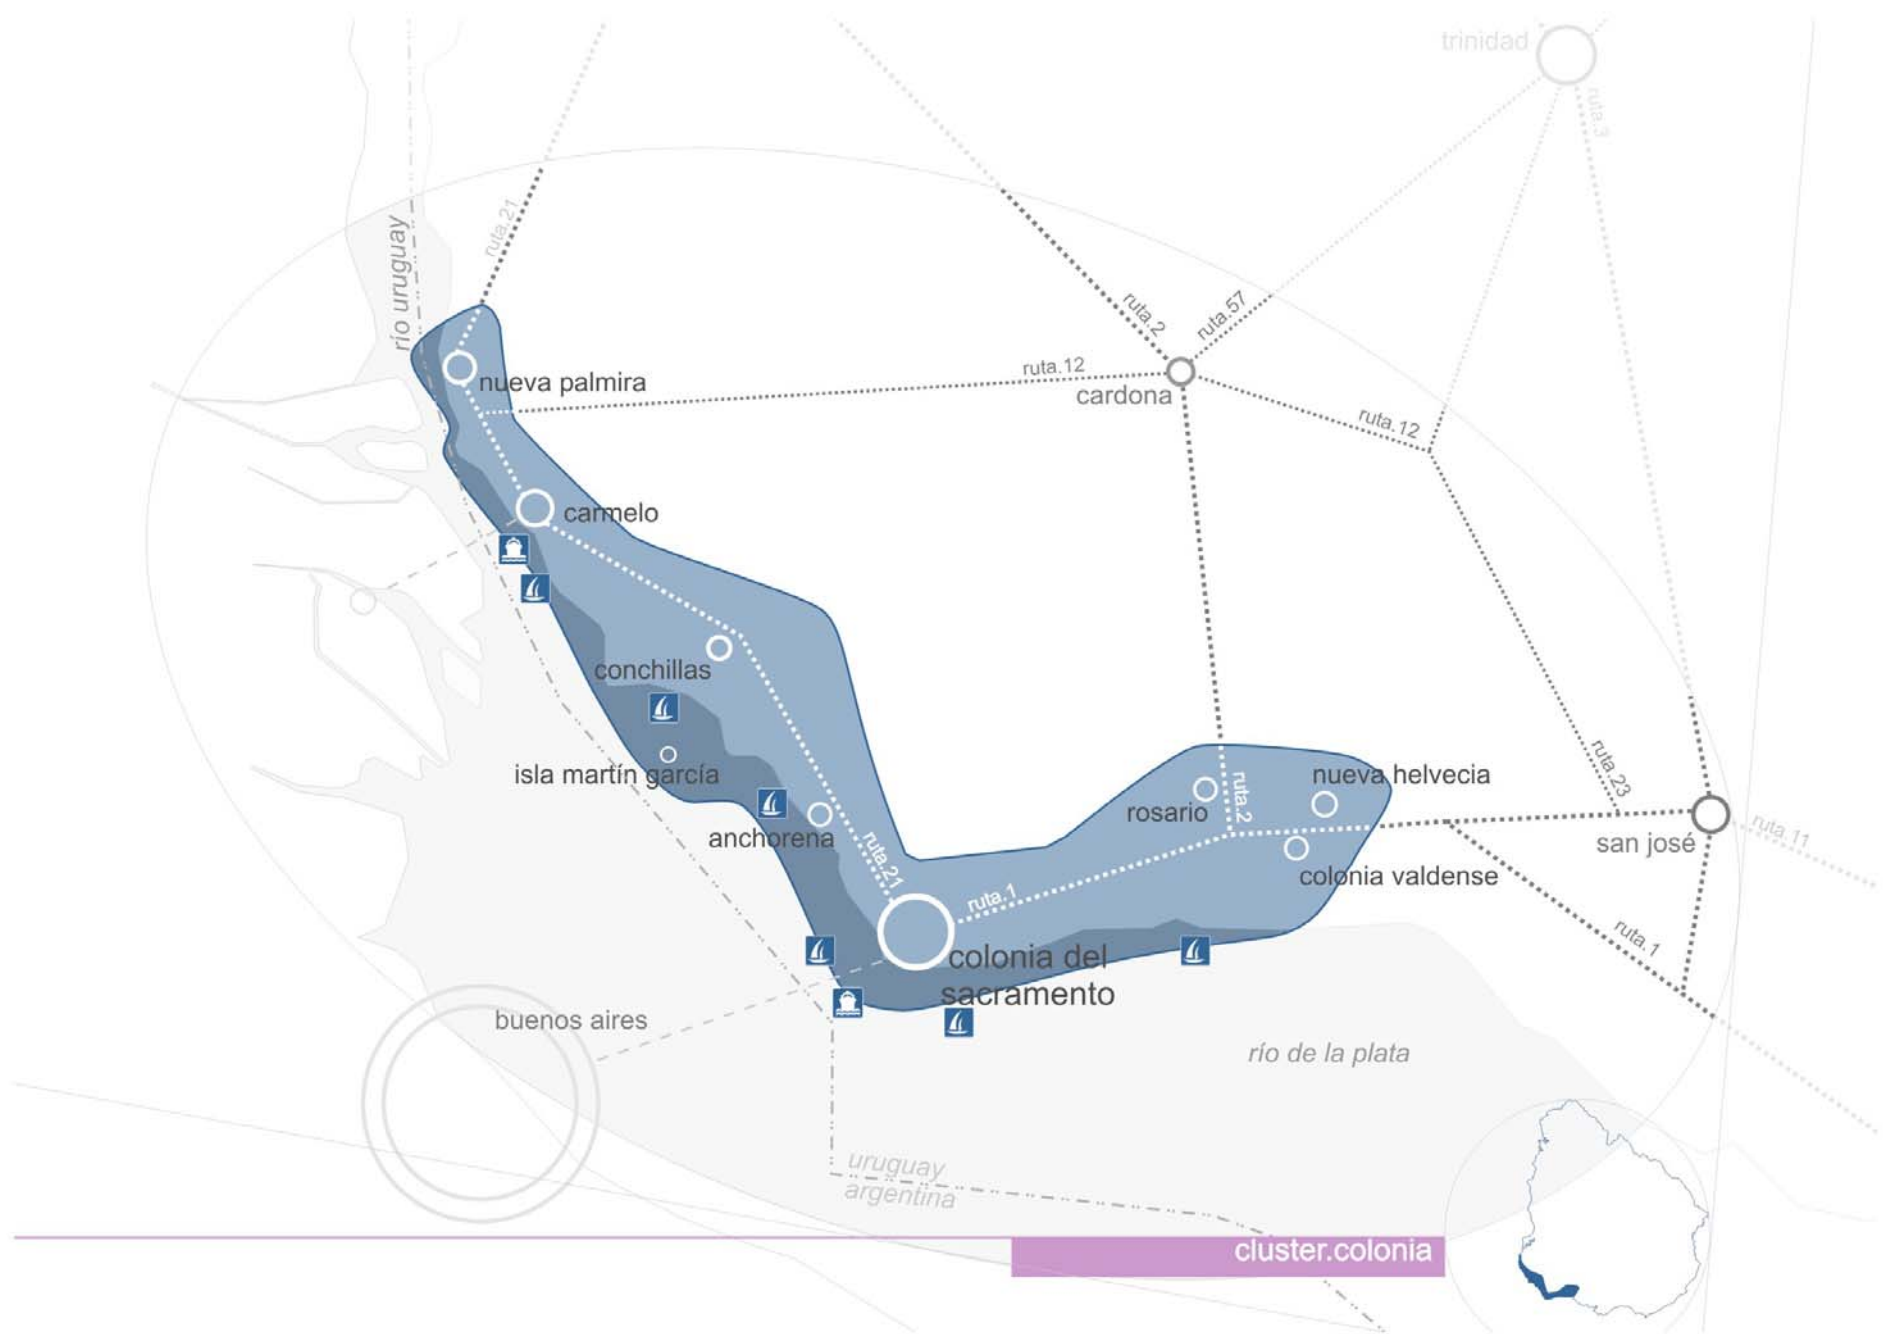 trinidad
ruta.3
ruta.21
río uruguay
ruta.2
ruta.57
ruta.12
cardona
nueva palmira
ruta.12
carmelo
conchillas
ruta.23
isla martín garcía
rosario
ruta.2
nueva helvecia
anchorena
ruta.21
san josé
ruta.11
colonia valdense
ruta.1
ruta.1
colonia del
sacramento
buenos aires
río de la plata
uruguay
argentina
cluster.colonia